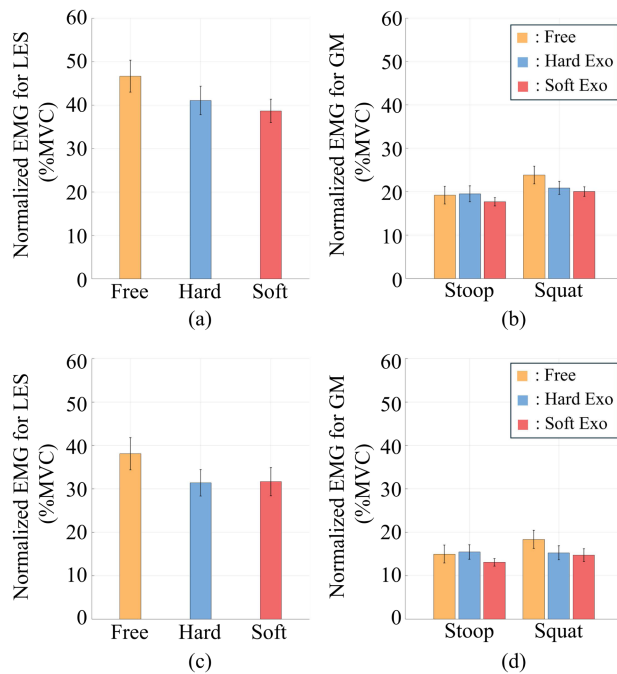 Normalized EMG for LES
(%MVC)
60
50
40
30
20
10
0
Free Hard Soft
(a)
Normalized EMG for GM
(%MVC)
60
50
40
30
20
10
0
: Free
: Hard Exo
: Soft Exo
Stoop Squat
(b)
Normalized EMG for LES
(%MVC)
60
50
40
30
20
10
0
Free Hard Soft
(c)
Normalized EMG for GM
(%MVC)
60
50
40
30
20
10
0
: Free
: Hard Exo
: Soft Exo
Stoop Squat
(d)